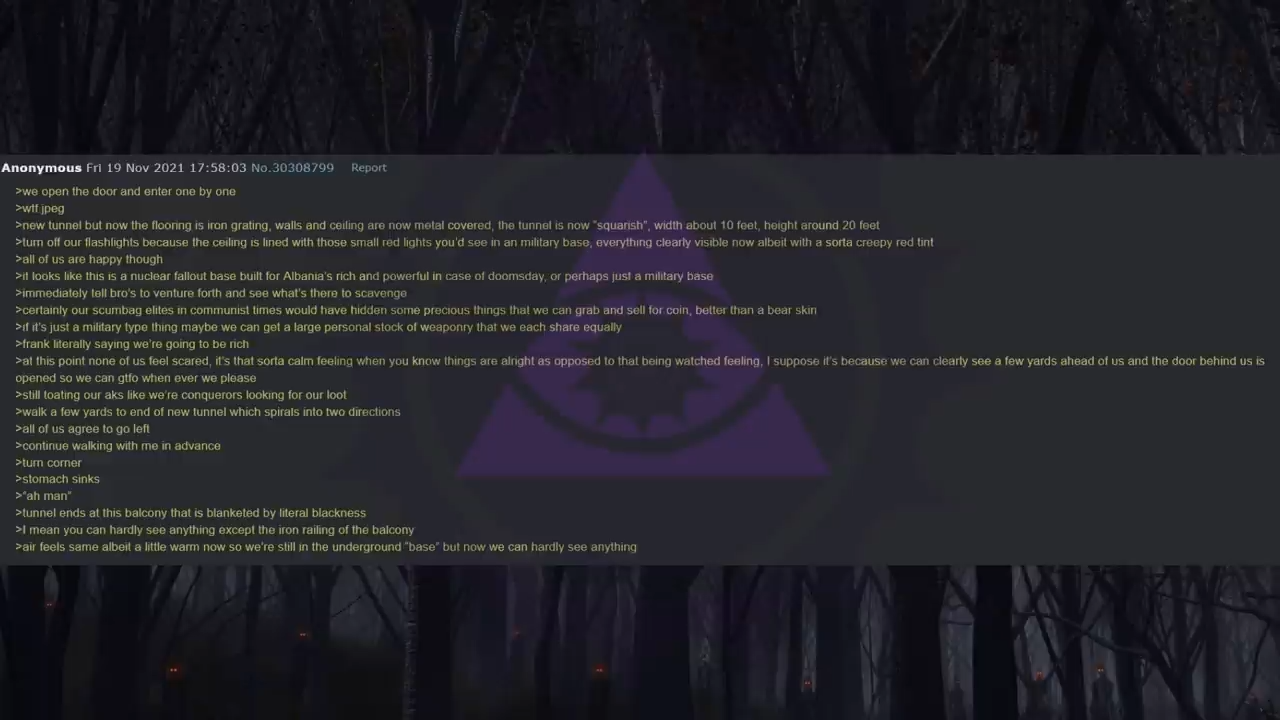 Anonymous Fri 19 Nov 2021 17:58:03 No.30308799 Report
>we open the door and enter one by one
>wtf.jpeg
>new tunnel but now the flooring is iron grating, walls and ceiling are now metal covered, the tunnel is now "squarish", width about 10 feet, height around 20 feet
>turn off our flashlights because the ceiling is lined with those small red lights you'd see in an military base, everything clearly visible now albeit with a sorta creepy red tint
>all of us are happy though
>it looks like this is a nuclear fallout base built for Albania's rich and powerful in case of doomsday, or perhaps just a military base
>immediately tell bro's to venture forth and see what's there to scavenge
>certainly our scumbag elites in communist times would have hidden some precious things that we can grab and sell for coin, better than a bear skin
>if it's just a military type thing maybe we can get a large personal stock of weaponry that we each share equally
>frank literally saying we're going to be rich
>at this point none of us feel scared, it's that sorta calm feeling when you know things are alright as opposed to that being watched feeling, I suppose it's because we can clearly see a few yards ahead of us and the door behind us is
opened so we can gtfo when ever we please
>still toating our aks like we're conquerors looking for our loot
>walk a few yards to end of new tunnel which spirals into two directions
>all of us agree to go left
>continue walking with me in advance
>turn corner
>stomach sinks
>"ah man"
>tunnel ends at this balcony that is blanketed by literal blackness
>I mean you can hardly see anything except the iron railing of the balcony
>air feels same albeit a little warm now so we're still in the underground "base" but now we can hardly see anything